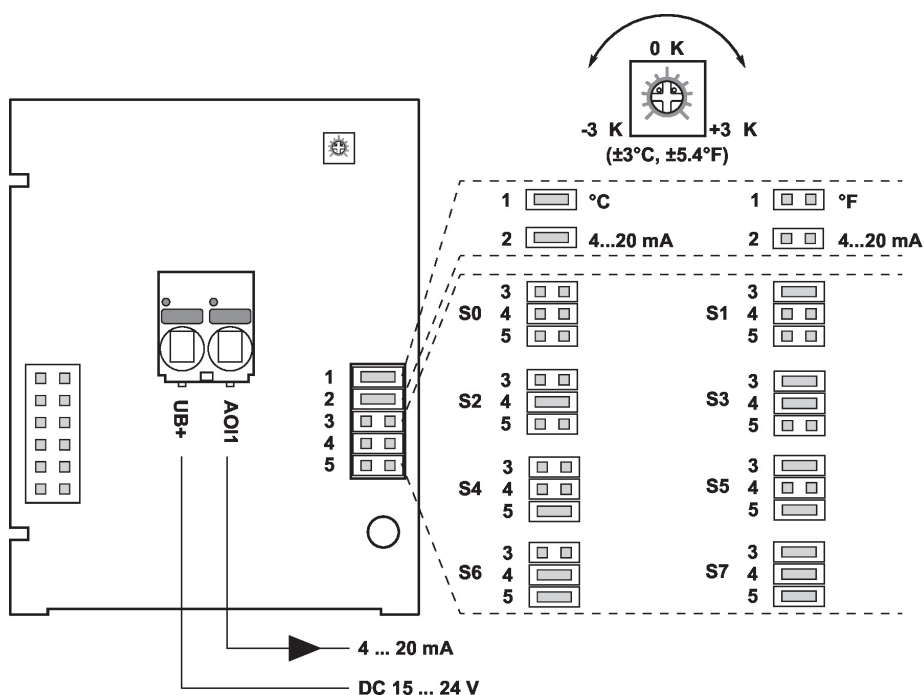 0 K
-3 K +3 K
(±3°C, ±5.4°F)
1 °C 1 °F
2 4...20 mA 2 4...20 mA
S0 3 4 5 S1 3 4 5
S2 3 4 5 S3 3 4 5
S4 3 4 5 S5 3 4 5
S6 3 4 5 S7 3 4 5
1
2
3
4
5
UB+
AOI1
4 ... 20 mA
DC 15 ... 24 V